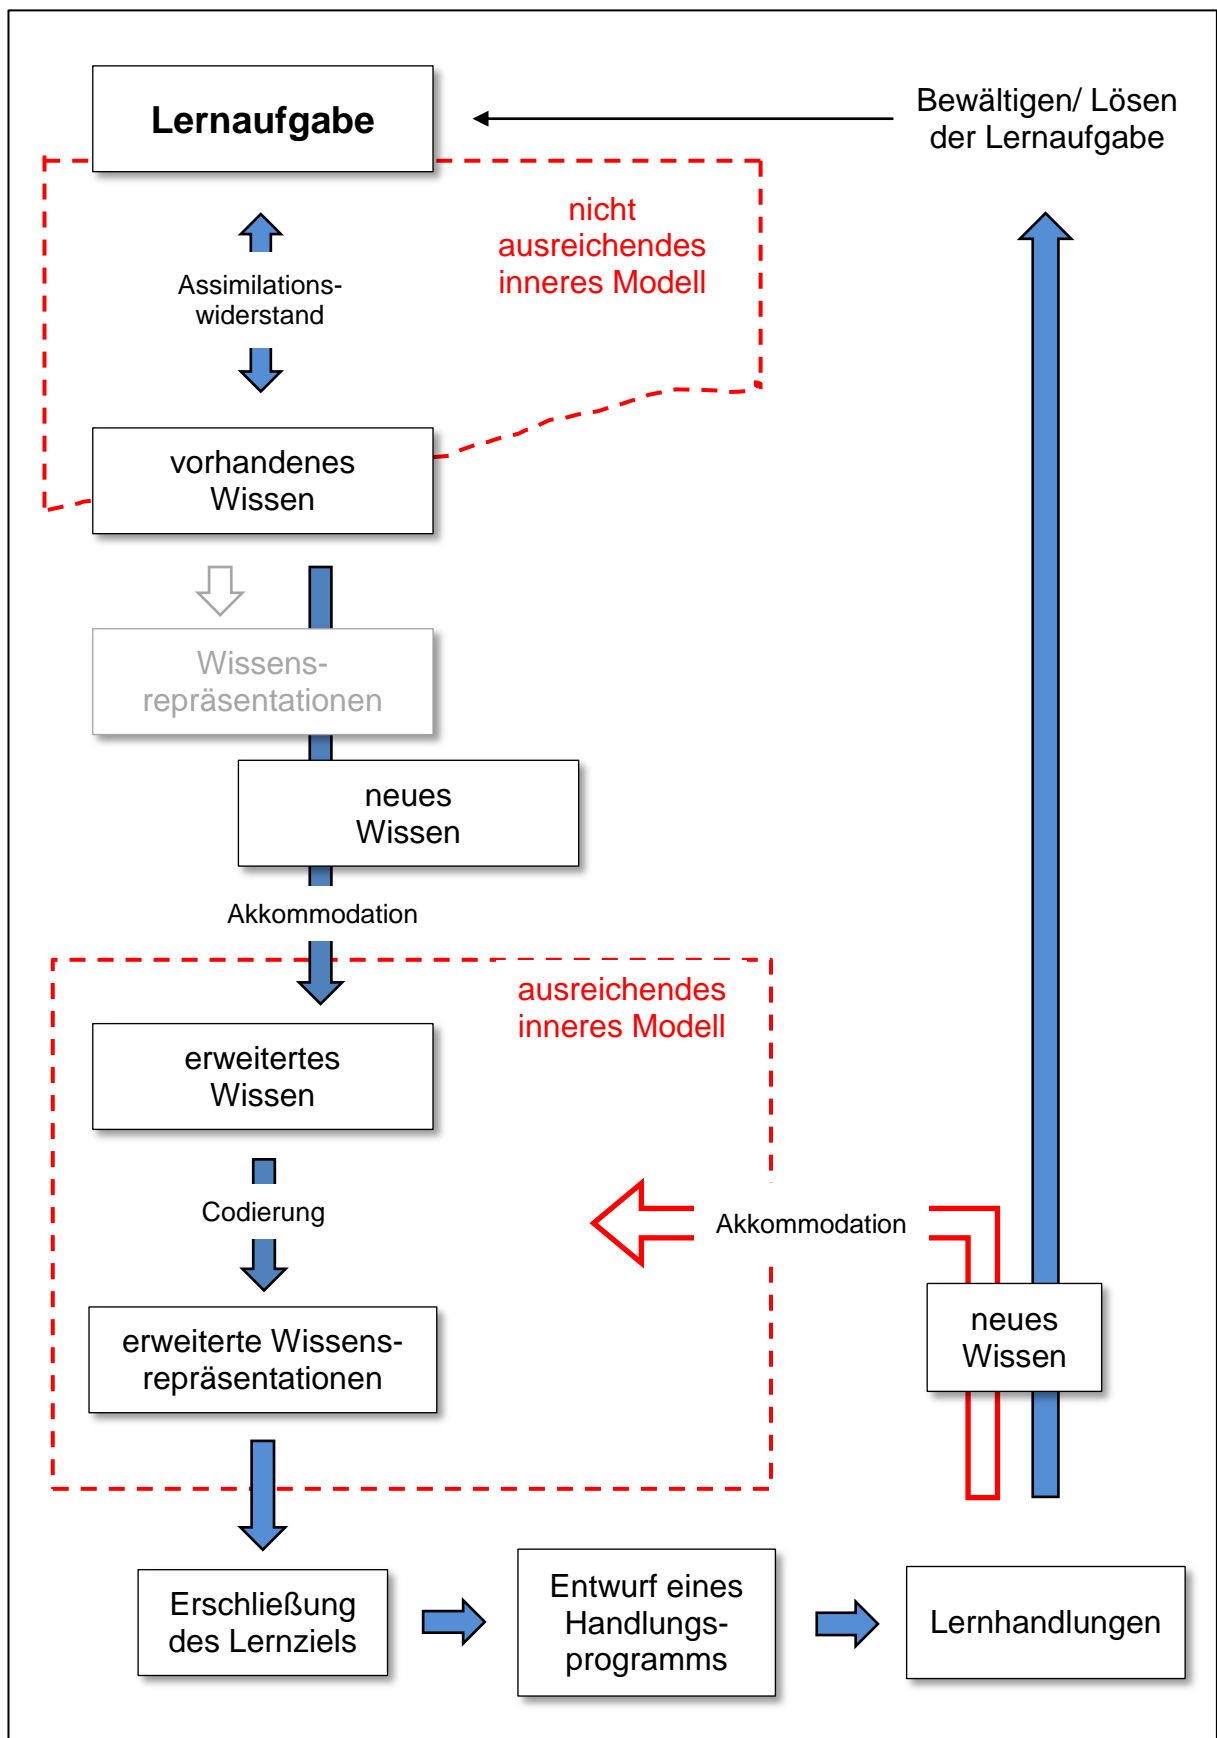 Lernaufgabe
Bewältigen/ Lösen
der Lernaufgabe
nicht
ausreichendes
inneres Modell
Assimilations-
widerstand
vorhandenes
Wissen
Wissens-
repräsentationen
neues
Wissen
Akkommodation
ausreichendes
inneres Modell
erweitertes
Wissen
Codierung
Akkommodation
erweiterte Wissens-
repräsentationen
neues
Wissen
Erschließung
des Lernziels
Entwurf eines
Handlungs-
programms
Lernhandlungen